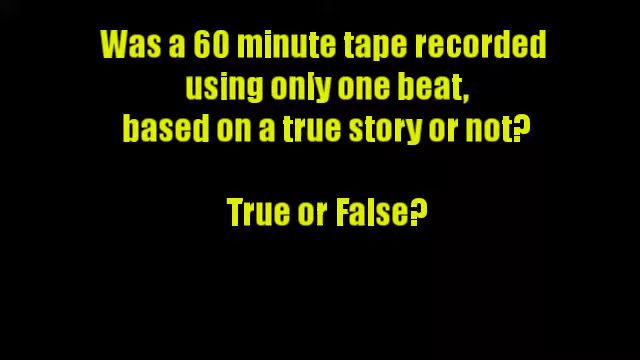 Was a 60 minute tape recorded
using only one beat,
based on a true story or not?
True or False?